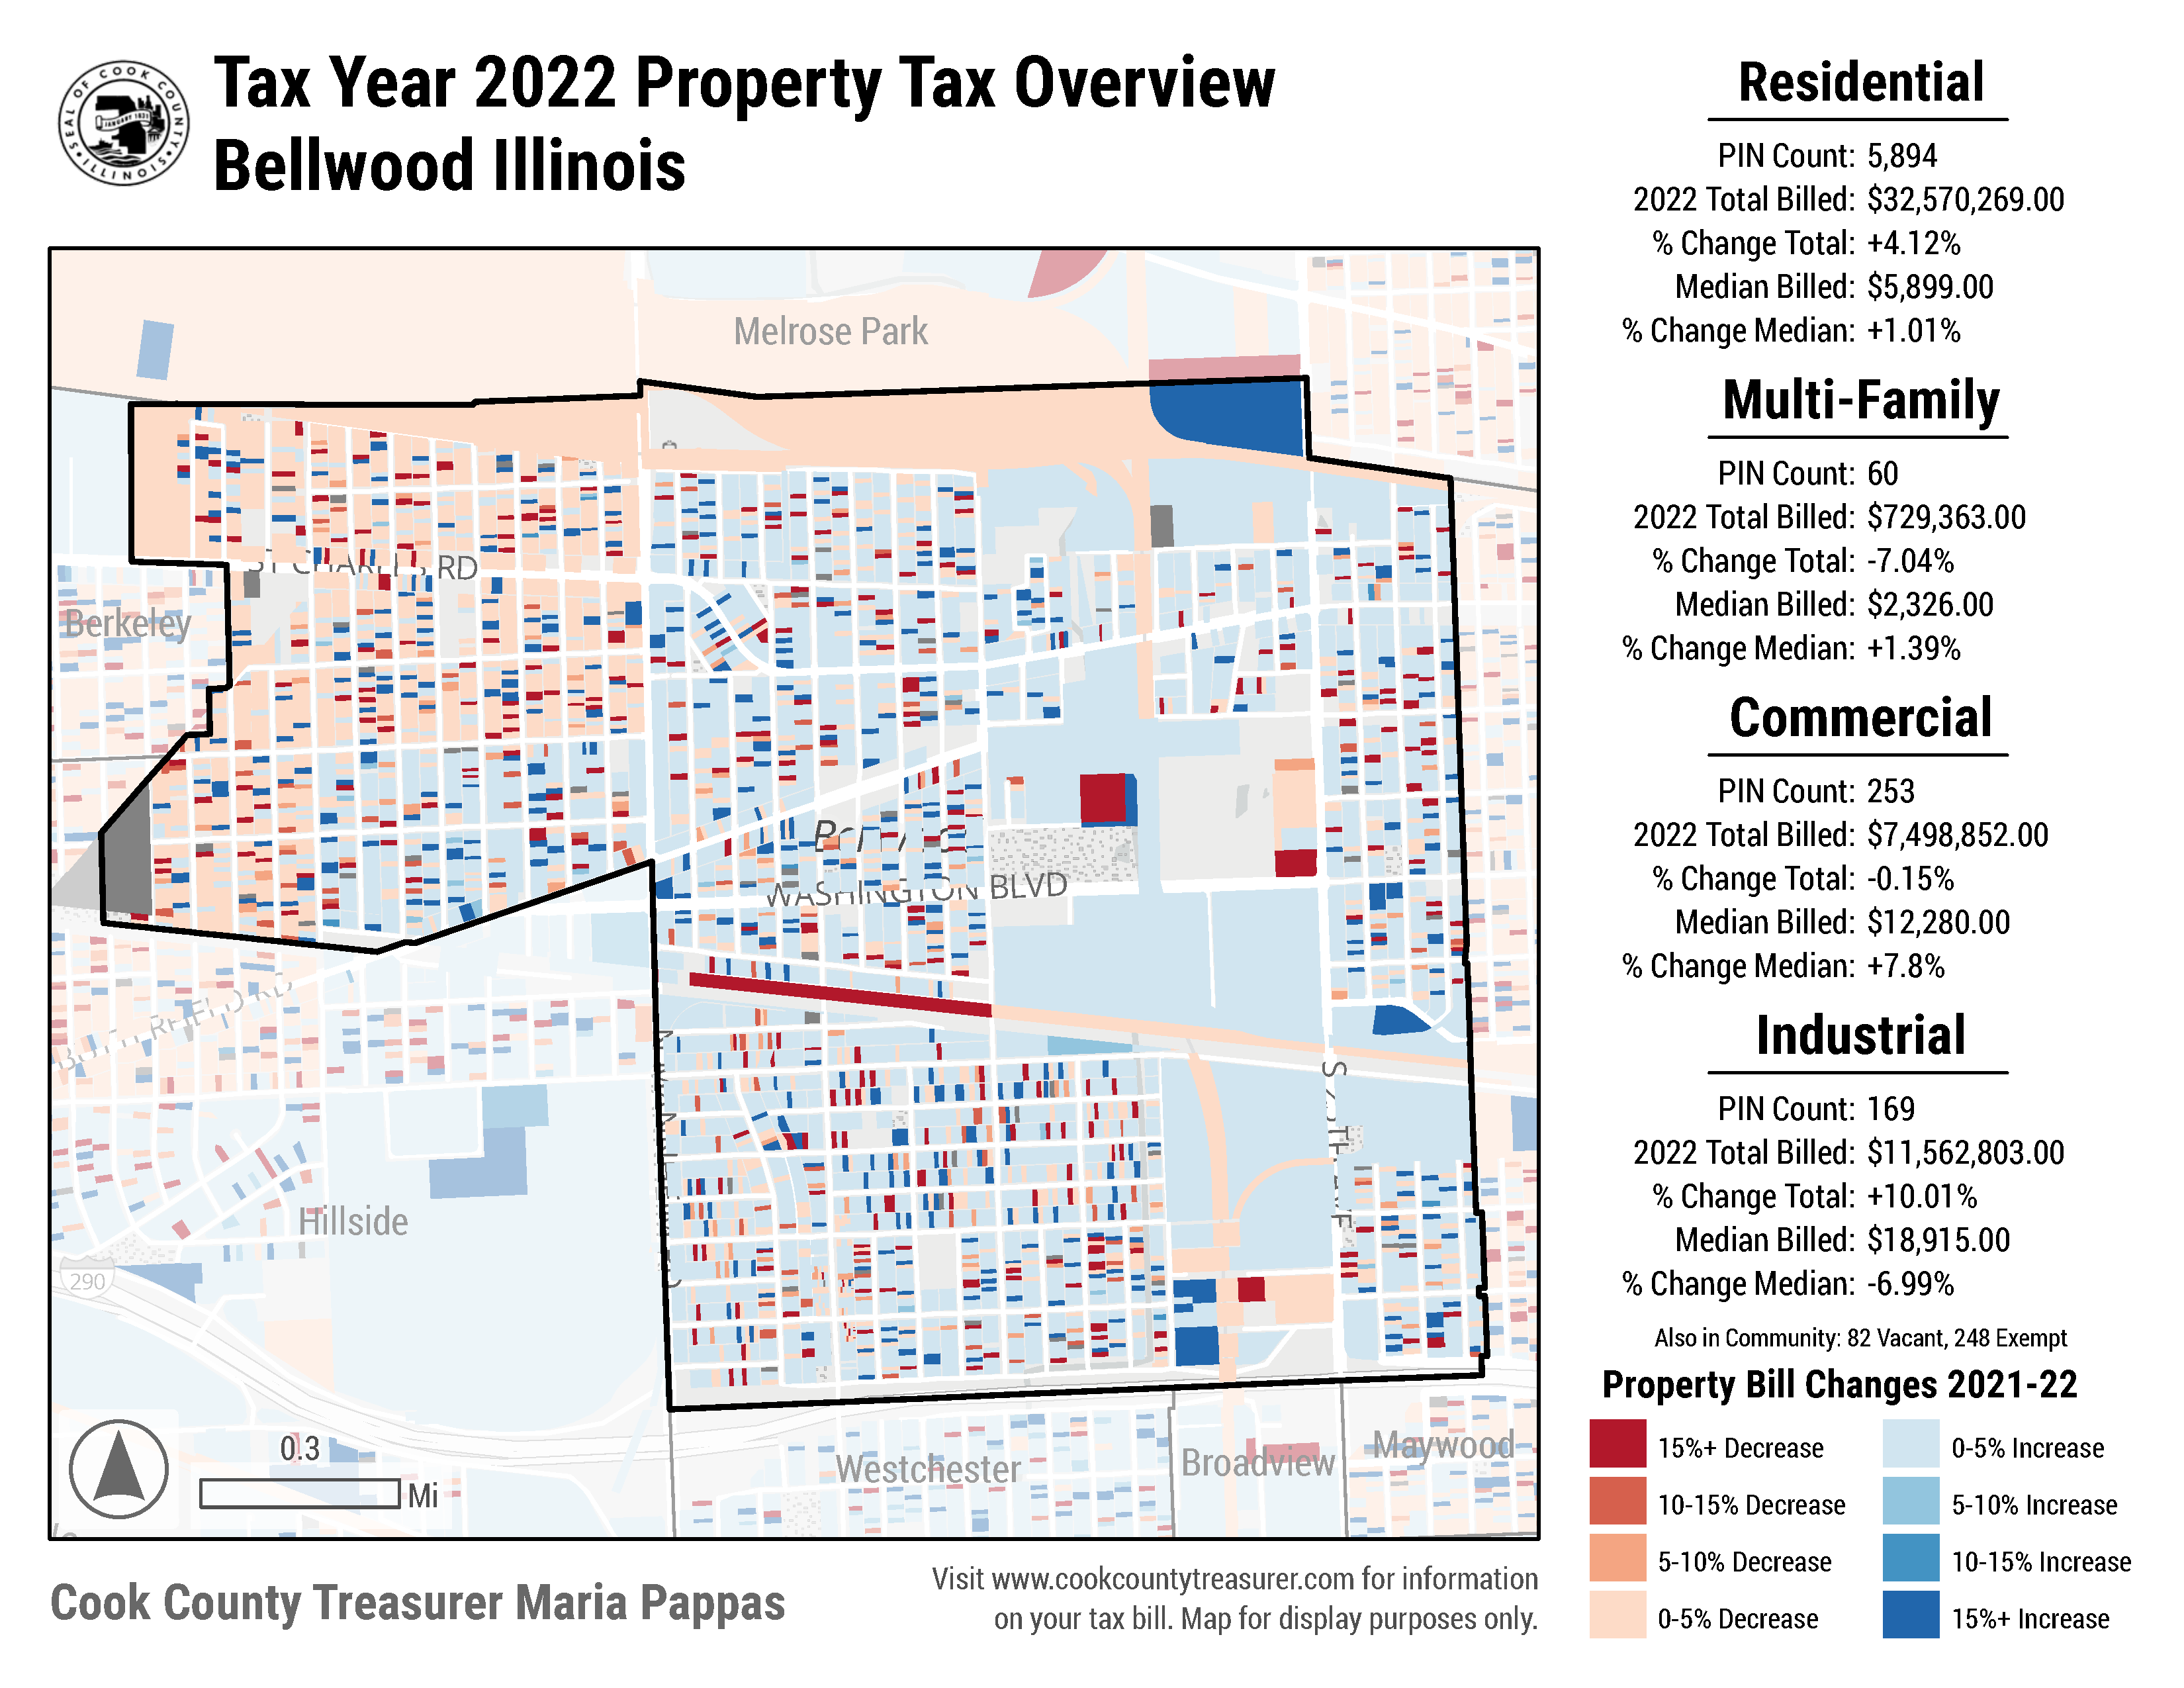 SEAL OF COOK COUNTY
ILLINOIS
JANUARY 1831
Tax Year 2022 Property Tax Overview
Bellwood Illinois
Melrose Park
Berkeley
ST CHARLES RD
WASHINGTON BLVD
Hillside
290
Westchester
Broadview
Maywood
0.3
Mi
Cook County Treasurer Maria Pappas
Visit www.cookcountytreasurer.com for information
on your tax bill. Map for display purposes only.
Residential
PIN Count: 5,894
2022 Total Billed: $32,570,269.00
% Change Total: +4.12%
Median Billed: $5,899.00
% Change Median: +1.01%
Multi-Family
PIN Count: 60
2022 Total Billed: $729,363.00
% Change Total: -7.04%
Median Billed: $2,326.00
% Change Median: +1.39%
Commercial
PIN Count: 253
2022 Total Billed: $7,498,852.00
% Change Total: -0.15%
Median Billed: $12,280.00
% Change Median: +7.8%
Industrial
PIN Count: 169
2022 Total Billed: $11,562,803.00
% Change Total: +10.01%
Median Billed: $18,915.00
% Change Median: -6.99%
Also in Community: 82 Vacant, 248 Exempt
Property Bill Changes 2021-22
15%+ Decrease
10-15% Decrease
5-10% Decrease
0-5% Decrease
0-5% Increase
5-10% Increase
10-15% Increase
15%+ Increase